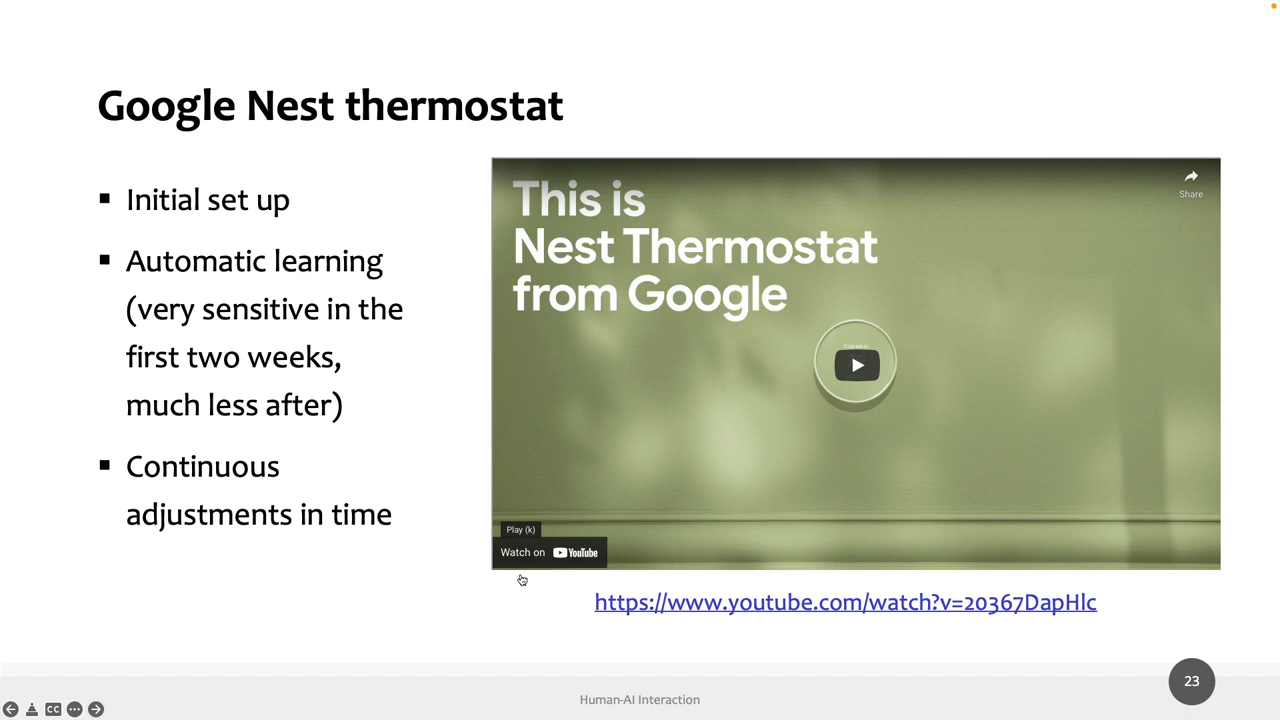 Google Nest thermostat
▪ Initial set up
▪ Automatic learning
(very sensitive in the
first two weeks,
much less after)
▪ Continuous
adjustments in time
This is
Nest Thermostat
from Google
Share
Play (k)
Watch on YouTube
https://www.youtube.com/watch?v=20367DapHlc
23
Human-AI Interaction
CC